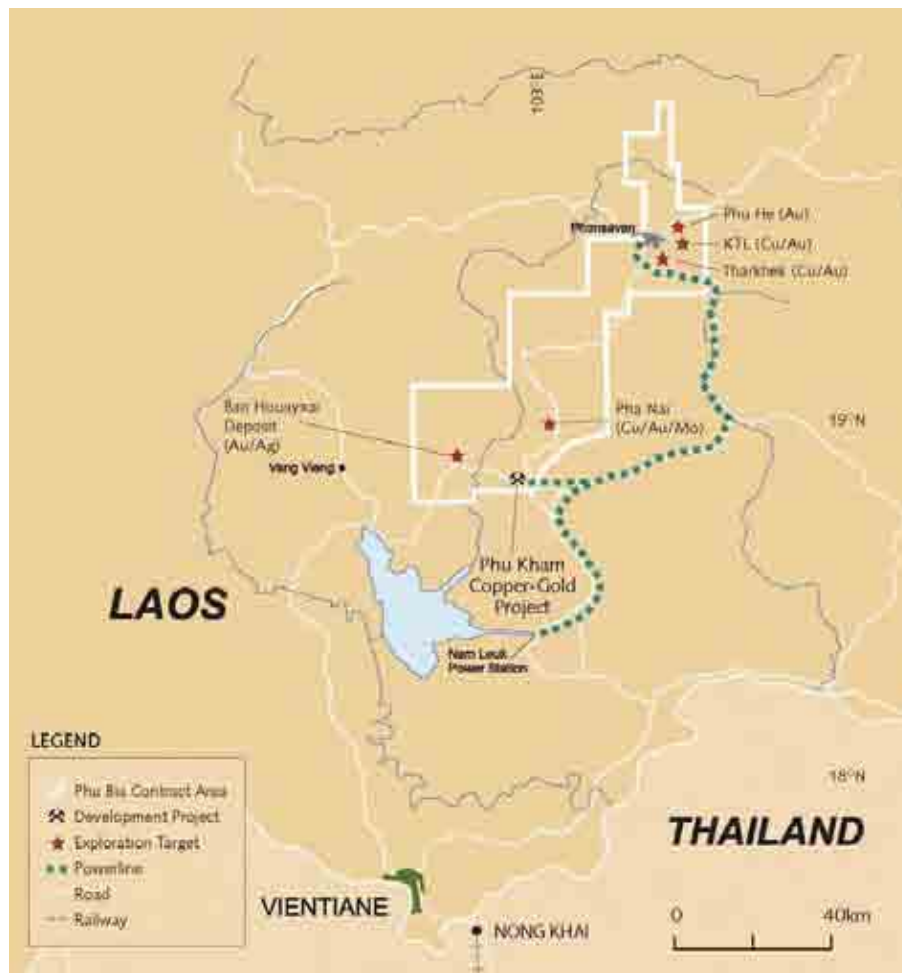 103°E
Phu He (Au)
Phonsavan
KTL (Cu/Au)
Tharkhek (Cu/Au)
Ban Houayxai
Deposit
(Au/Ag)
Pha Nai
(Cu/Au/Mo)
19°N
Vang Vieng
Phu Kham
Copper-Gold
Project
LAOS
Nam Leuk
Power Station
LEGEND
Phu Bia Contract Area
Development Project
Exploration Target
Powerline
Road
Railway
18°N
THAILAND
VIENTIANE
NONG KHAI
0 40km